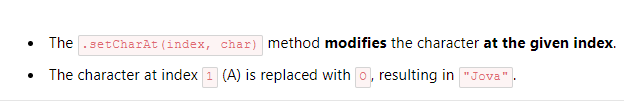 • The .setCharAt(index, char) method modifies the character at the given index.
• The character at index 1 (A) is replaced with O, resulting in "Jova".